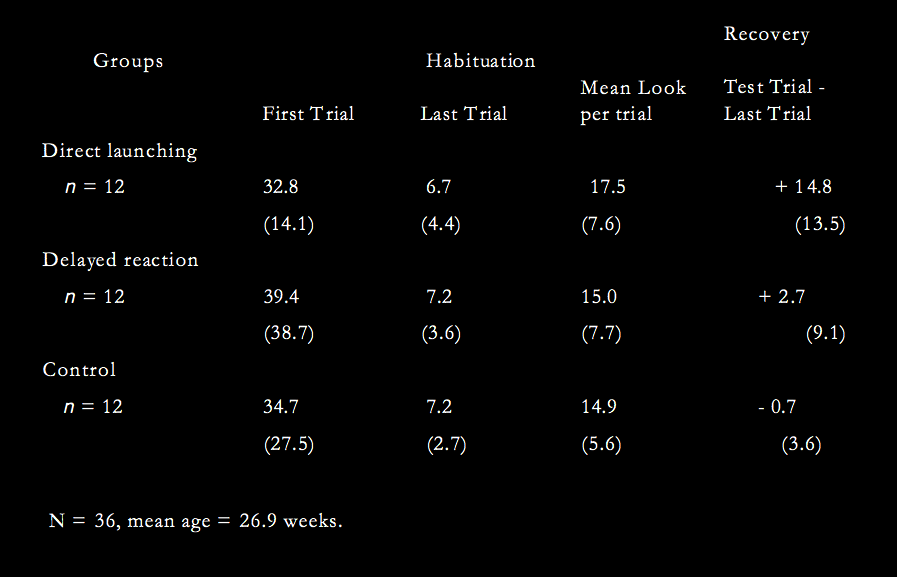 Recovery
Groups Habituation
Mean Look Test Trial -
First Trial Last Trial per trial Last Trial
Direct launching
n = 12 32.8 6.7 17.5 + 14.8
(14.1) (4.4) (7.6) (13.5)
Delayed reaction
n = 12 39.4 7.2 15.0 + 2.7
(38.7) (3.6) (7.7) (9.1)
Control
n = 12 34.7 7.2 14.9 - 0.7
(27.5) (2.7) (5.6) (3.6)
N = 36, mean age = 26.9 weeks.